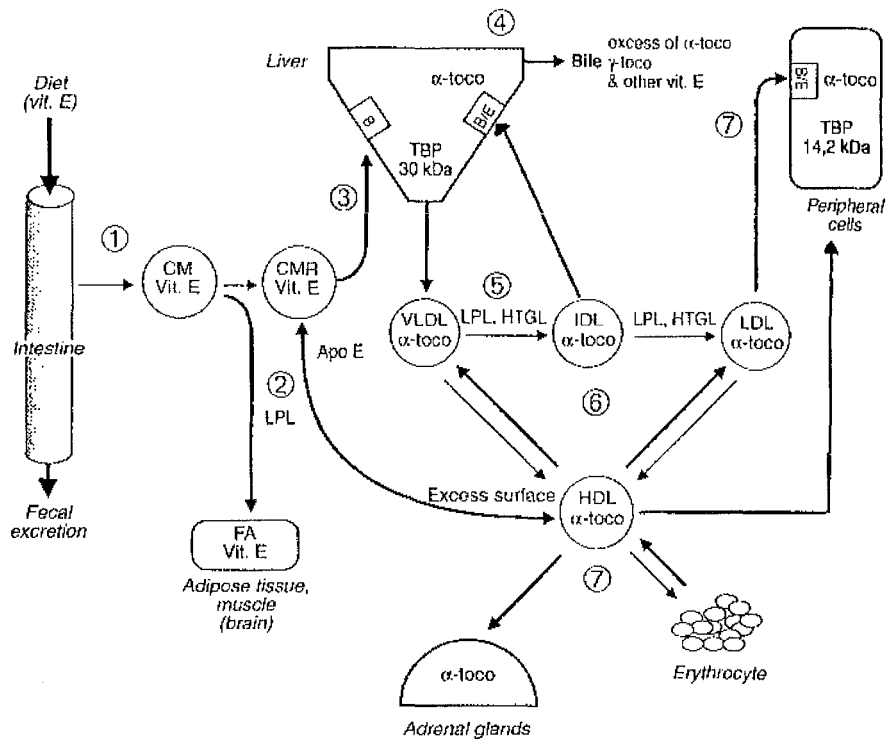 ④
Liver
α-toco
Bile
excess of α-toco
γ-toco
& other vit. E
B
B/E
TBP
30 kDa
B/E
α-toco
TBP
14,2 kDa
Peripheral
cells
⑦
Diet
(vit. E)
①
③
CM
Vit. E
CMR
Vit. E
Intestine
⑤
VLDL
α-toco
LPL, HTGL
IDL
α-toco
LPL, HTGL
LDL
α-toco
Apo E
②
LPL
⑥
Excess surface
HDL
α-toco
Fecal
excretion
FA
Vit. E
Adipose tissue,
muscle
(brain)
⑦
α-toco
Adrenal glands
Erythrocyte